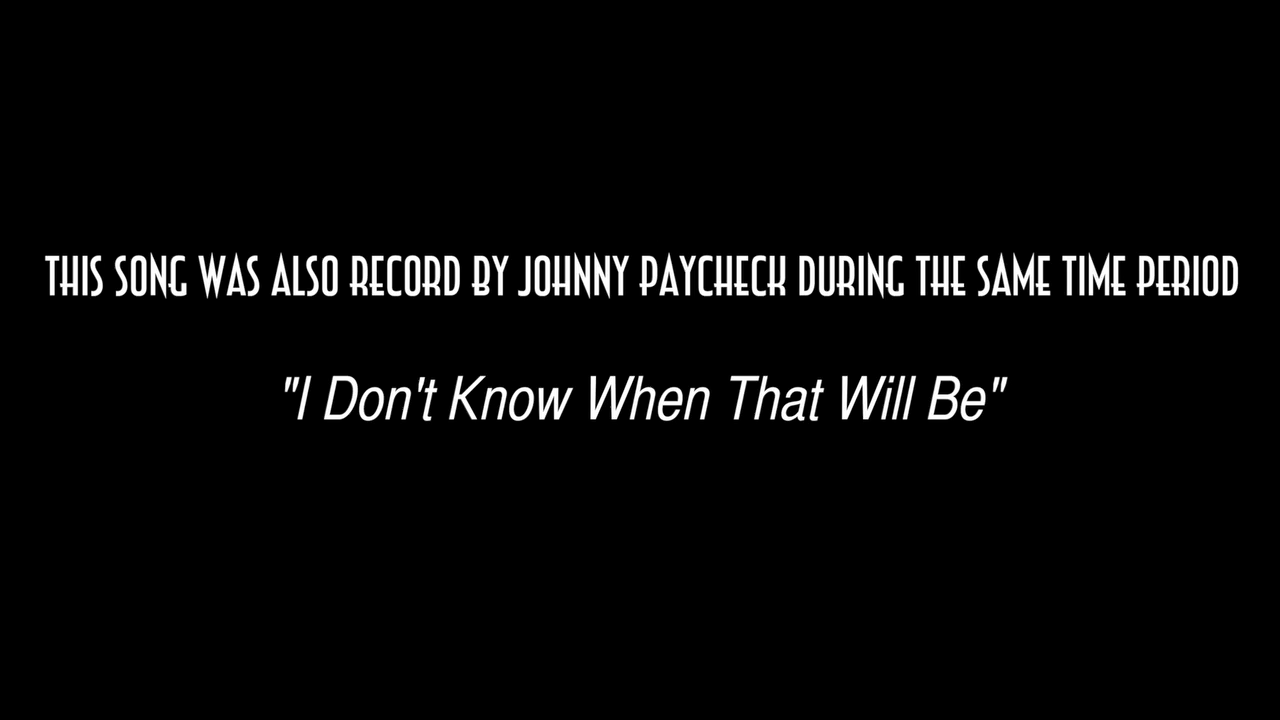 THIS SONG WAS ALSO RECORD BY JOHNNY PAYCHECK DURING THE SAME TIME PERIOD
"I Don't Know When That Will Be"